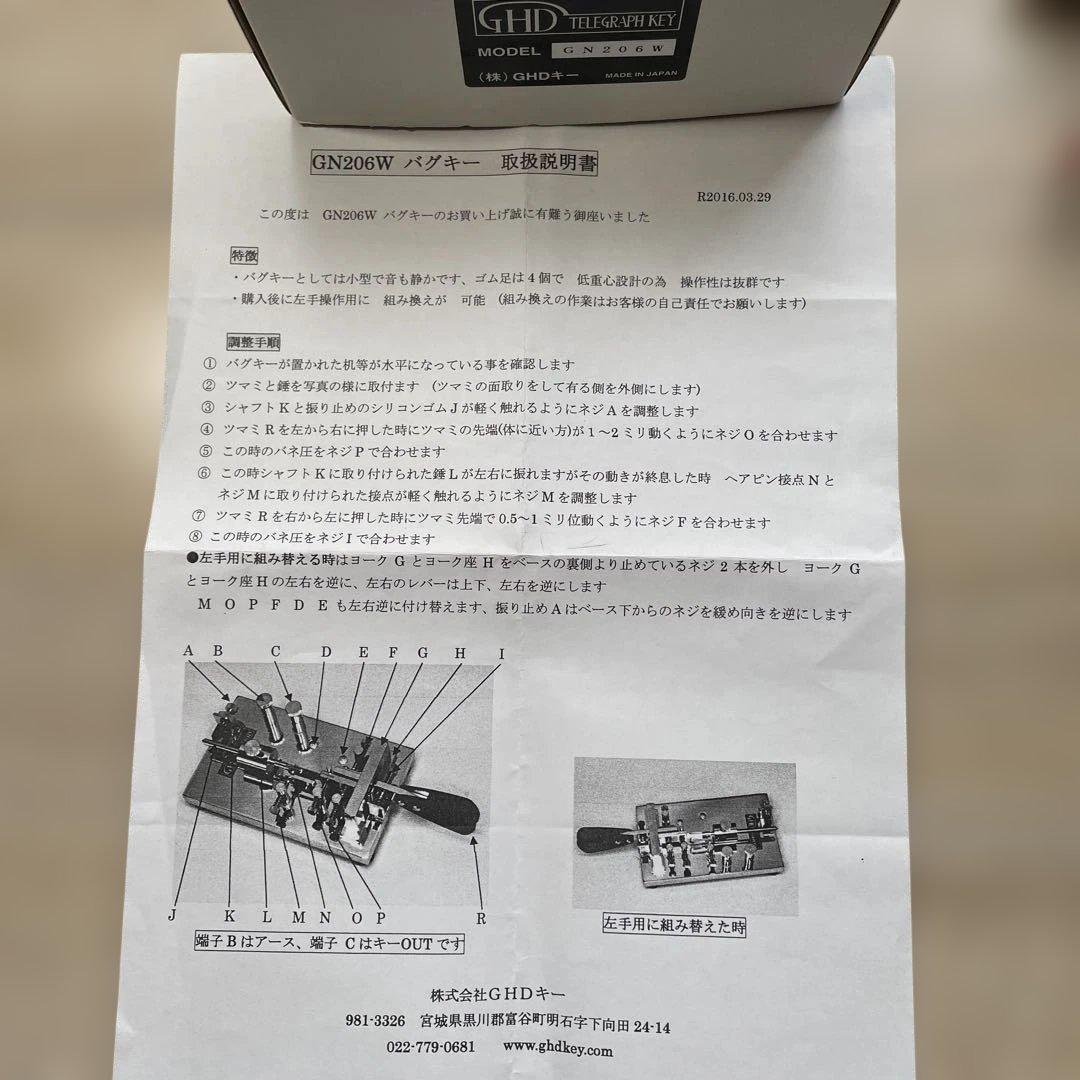 GHD TELEGRAPH KEY
MODEL GN206W
(株)GHDキー MADE IN JAPAN
GN206W バグキー 取扱説明書
R2016.03.29
この度は GN206W バグキーのお買い上げ誠に有難う御座いました
特徴
・バグキーとしては小型で音も静かです、ゴム足は4個で 低重心設計の為 操作性は抜群です
・購入後に左手操作用に 組み換えが 可能 (組み換えの作業はお客様の自己責任でお願いします)
調整手順
① バグキーが置かれた机等が水平になっている事を確認します
② ツマミと錘を写真の様に取付ます (ツマミの面取りをして有る側を外側にします)
③ シャフトKと振り止めのシリコンゴムJが軽く触れるようにネジAを調整します
④ ツマミRを左から右に押した時にツマミの先端(体に近い方)が1~2ミリ動くようにネジOを合わせます
⑤ この時のバネ圧をネジPで合わせます
⑥ この時シャフトKに取り付けられた錘Lが左右に振れますがその動きが終息した時 ヘアピン接点Nと
ネジMに取り付けられた接点が軽く触れるようにネジMを調整します
⑦ ツマミRを右から左に押した時にツマミ先端で0.5~1ミリ位動くようにネジFを合わせます
⑧ この時のバネ圧をネジIで合わせます
●左手用に組み替える時はヨークGとヨーク座Hをベースの裏側より止めているネジ2本を外し ヨークG
とヨーク座Hの左右を逆に、左右のレバーは上下、左右を逆にします
M O P F D Eも左右逆に付け替えます、振り止めAはベース下からのネジを緩め向きを逆にします
A B C D E F G H I
J K L M N O P R
端子Bはアース、端子CはキーOUTです
左手用に組み替えた時
株式会社GHDキー
981-3326 宮城県黒川郡富谷町明石字下向田24-14
022-779-0681 www.ghdkey.com